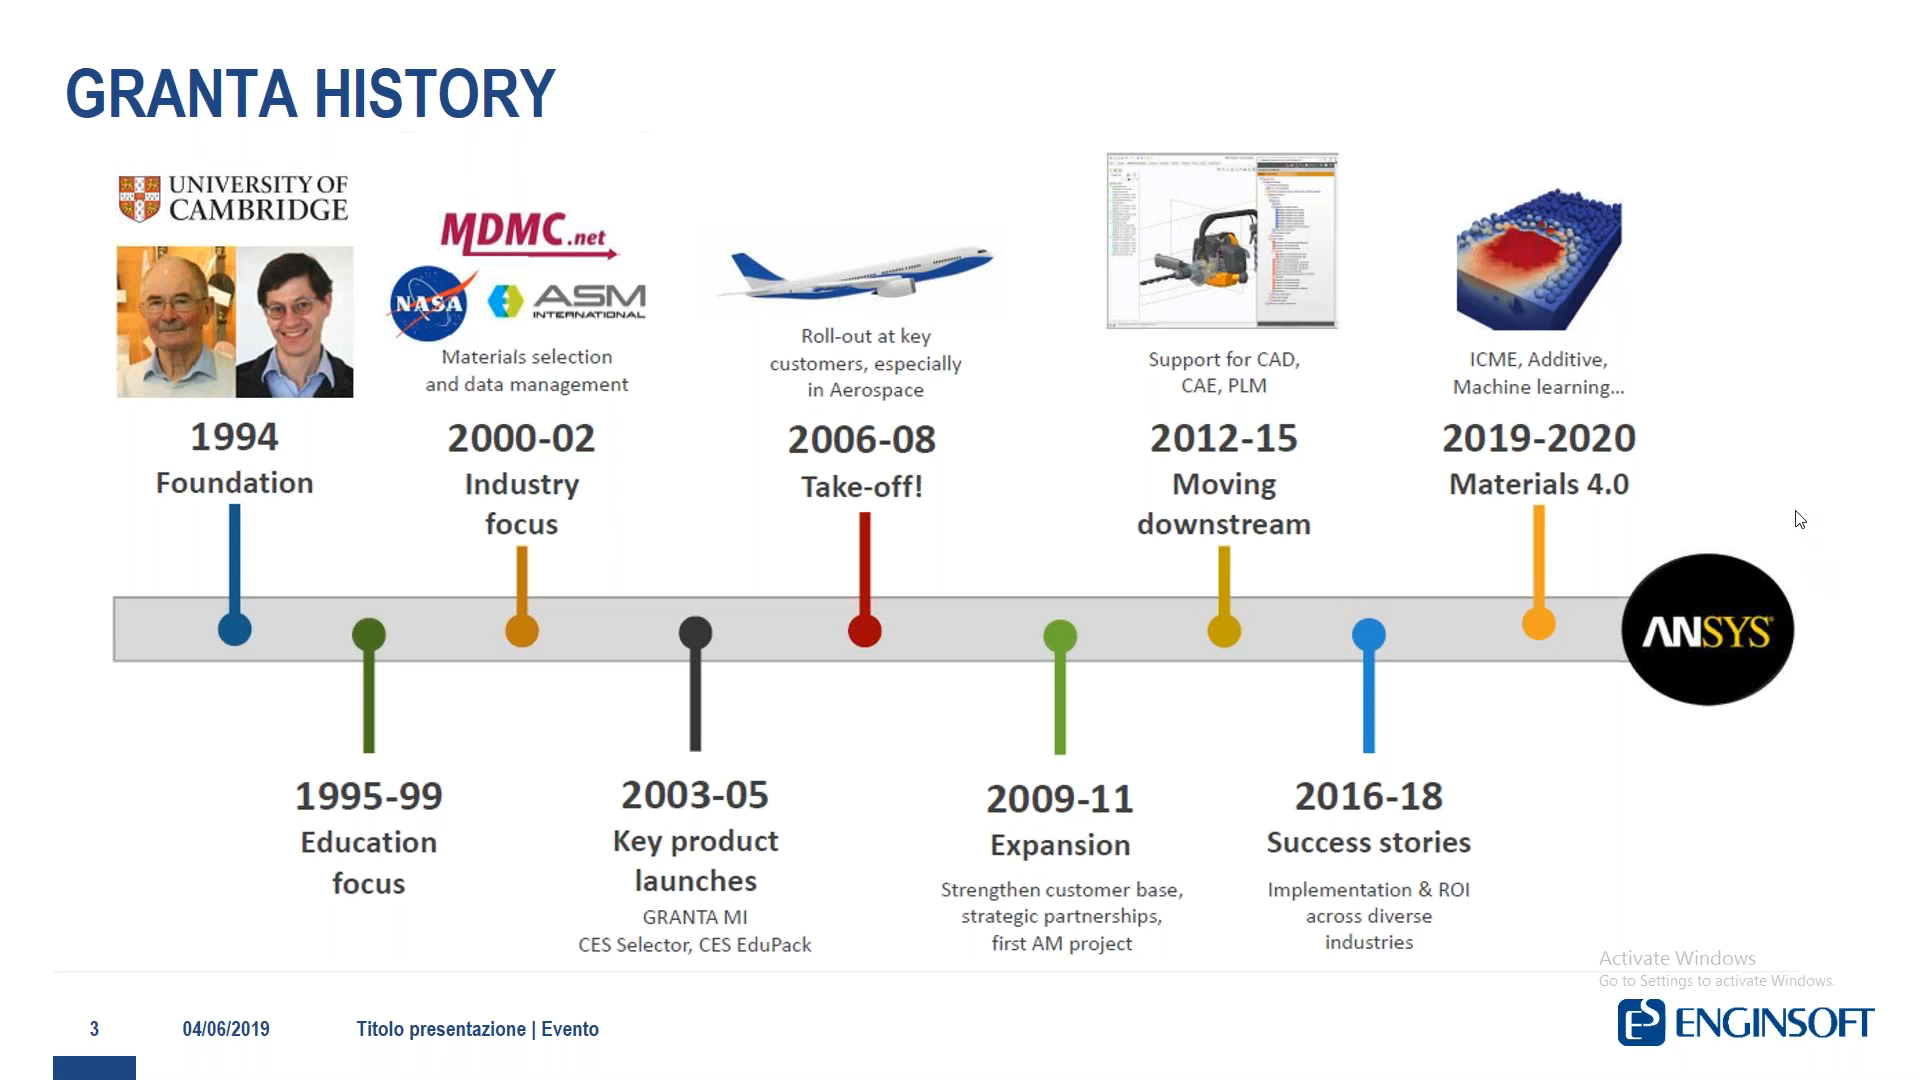 GRANTA HISTORY
UNIVERSITY OF
CAMBRIDGE
MDMC.net
NASA
ASM
INTERNATIONAL
Materials selection
and data management
Roll-out at key
customers, especially
in Aerospace
Support for CAD,
CAE, PLM
ICME, Additive,
Machine learning...
1994
Foundation
2000-02
Industry
focus
2006-08
Take-off!
2012-15
Moving
downstream
2019-2020
Materials 4.0
ANSYS
1995-99
Education
focus
2003-05
Key product
launches
GRANTA MI
CES Selector, CES EduPack
2009-11
Expansion
Strengthen customer base,
strategic partnerships,
first AM project
2016-18
Success stories
Implementation & ROI
across diverse
industries
Activate Windows
Go to Settings to activate Windows.
3
04/06/2019
Titolo presentazione | Evento
ENGINSOFT